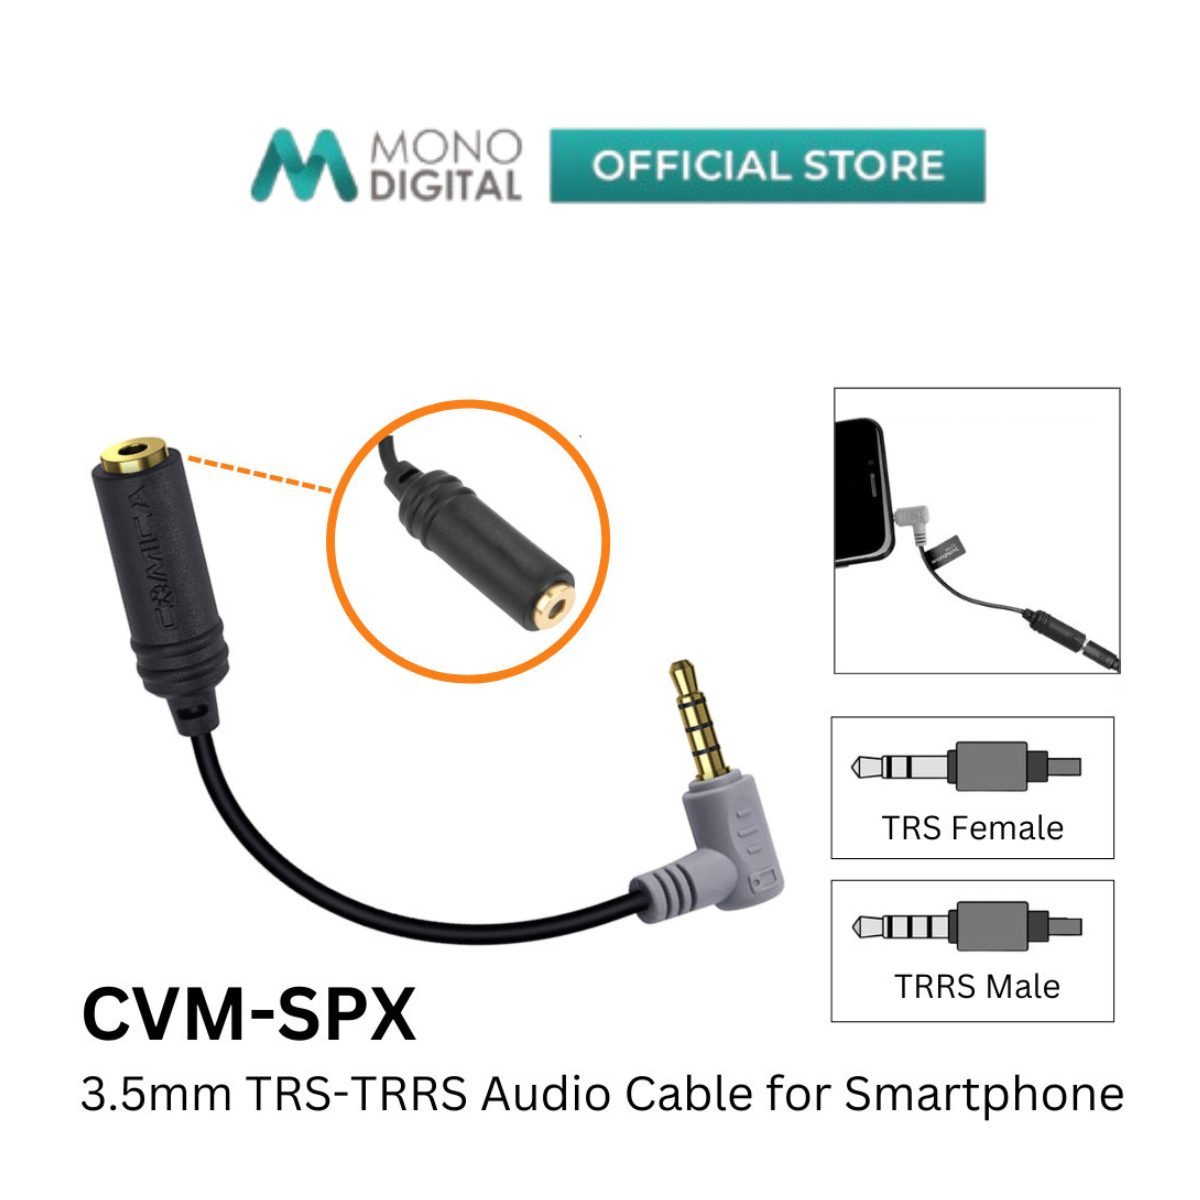 MONO
DIGITAL
OFFICIAL STORE
COMICA
TRS Female
TRRS Male
CVM-SPX
3.5mm TRS-TRRS Audio Cable for Smartphone